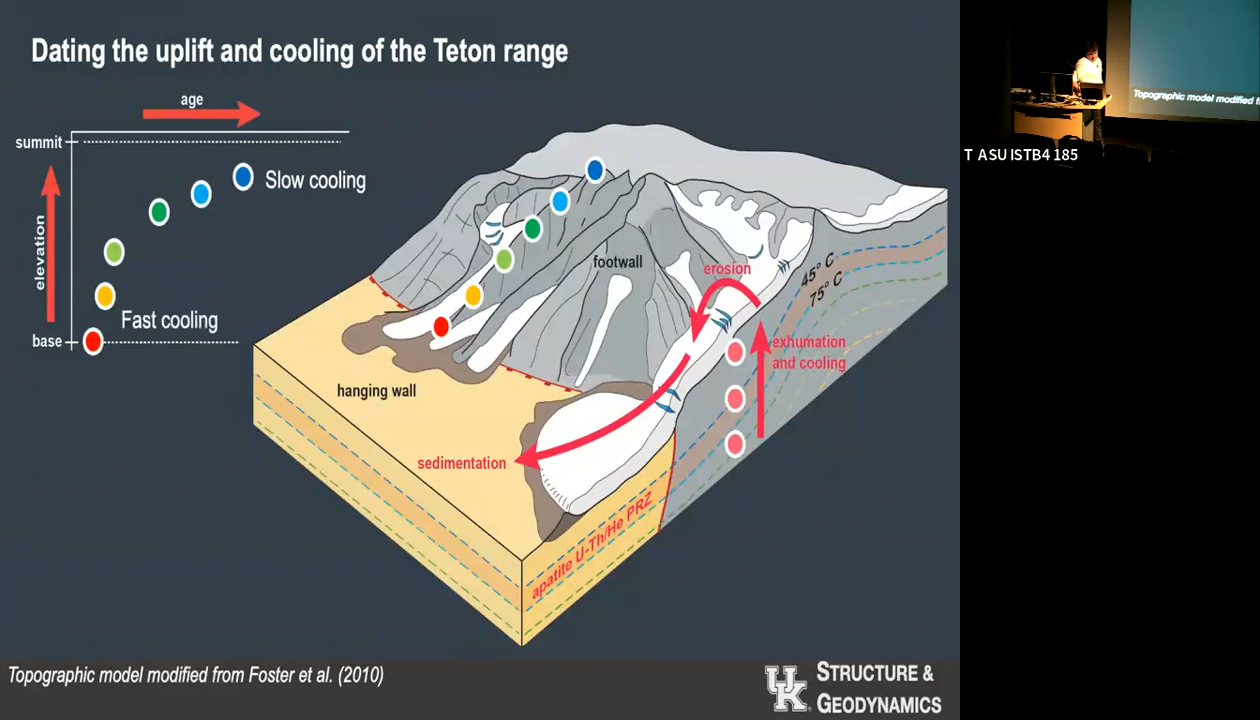 Dating the uplift and cooling of the Teton range
age
summit
Slow cooling
elevation
Fast cooling
base
footwall
erosion
45° C
75° C
exhumation
and cooling
hanging wall
sedimentation
apatite U-Th/He PRZ
Topographic model modified from Foster et al. (2010)
UK
STRUCTURE &
GEODYNAMICS
Topographic model modified f
T ASU ISTB4 185